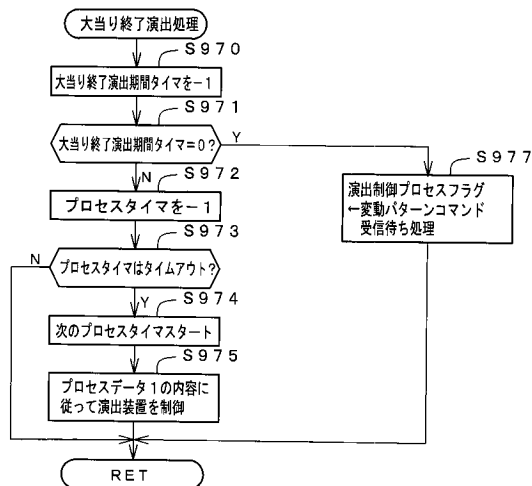 大当り終了演出処理
S970
大当り終了演出期間タイマを−1
S971
大当り終了演出期間タイマ=0?
Y
N
S972
プロセスタイマを−1
S973
プロセスタイマはタイムアウト?
N
Y
S974
次のプロセスタイマスタート
S975
プロセスデータ1の内容に
従って演出装置を制御
S977
演出制御プロセスフラグ
←変動パターンコマンド
受信待ち処理
RET